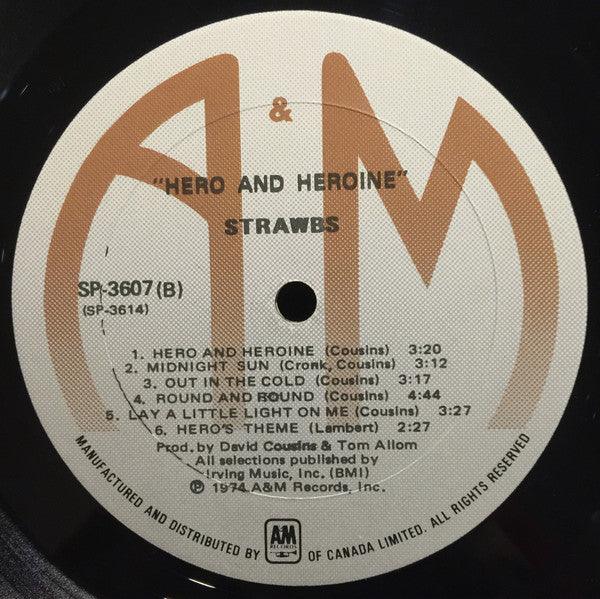 A & M
"HERO AND HEROINE"
STRAWBS
SP-3607 (B)
(SP-3614)
1. HERO AND HEROINE (Cousins) 3:20
2. MIDNIGHT SUN (Cronk, Cousins) 3:12
3. OUT IN THE COLD (Cousins) 3:17
4. ROUND AND ROUND (Cousins) 4:44
5. LAY A LITTLE LIGHT ON ME (Cousins) 3:27
6. HERO'S THEME (Lambert) 2:27
Prod. by David Cousins & Tom Allom
All selections published by
Irving Music, Inc. (BMI)
℗ 1974 A&M Records, Inc.
MANUFACTURED AND DISTRIBUTED BY A&M RECORDS OF CANADA LIMITED. ALL RIGHTS RESERVED